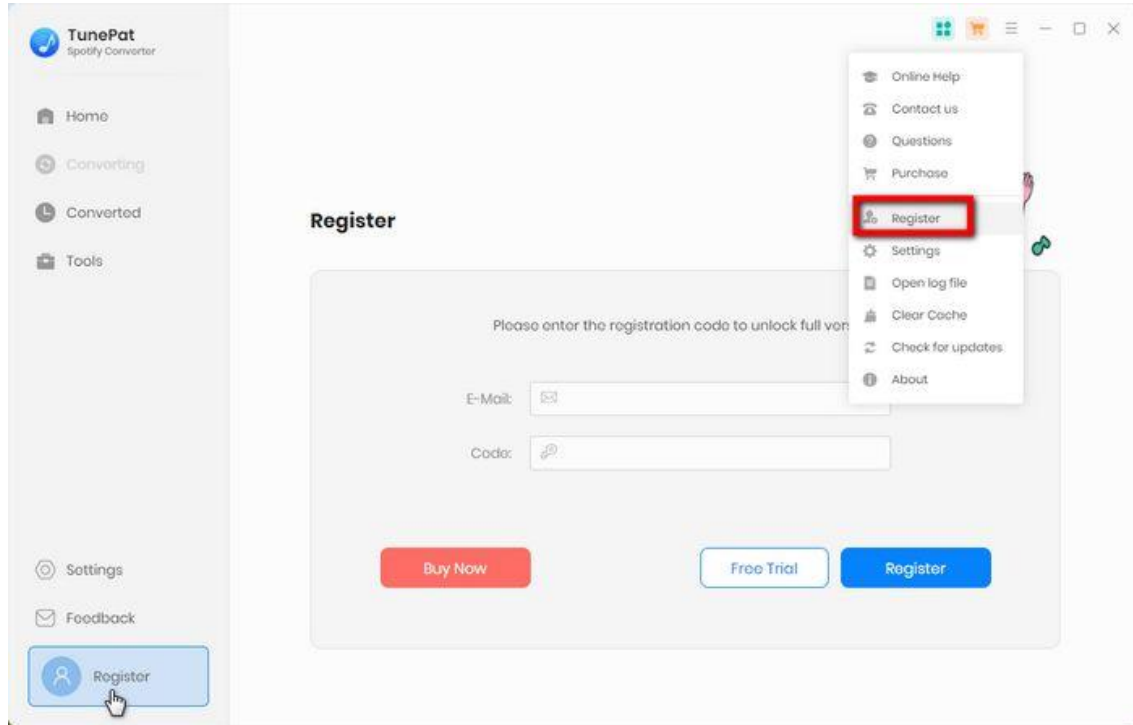 TunePat
Spotify Converter
Home
Converting
Converted
Tools
Settings
Feedback
Register
Online Help
Contact us
Questions
Purchase
Register
Settings
Open log file
Clear Cache
Check for updates
About
Register
Please enter the registration code to unlock full ver
E-Mail:
Code:
Buy Now
Free Trial
Register